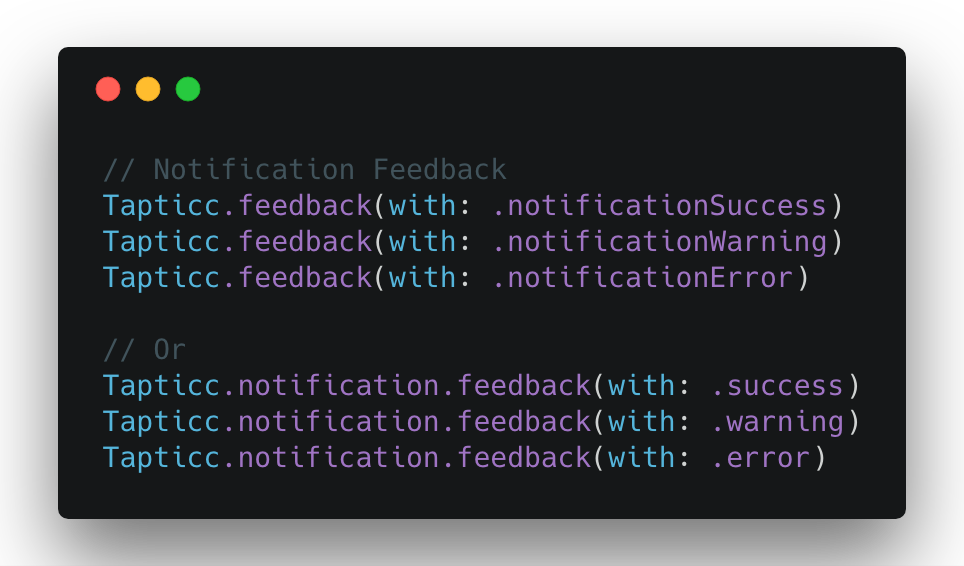 // Notification Feedback
Tapticc.feedback(with: .notificationSuccess)
Tapticc.feedback(with: .notificationWarning)
Tapticc.feedback(with: .notificationError)
// Or
Tapticc.notification.feedback(with: .success)
Tapticc.notification.feedback(with: .warning)
Tapticc.notification.feedback(with: .error)